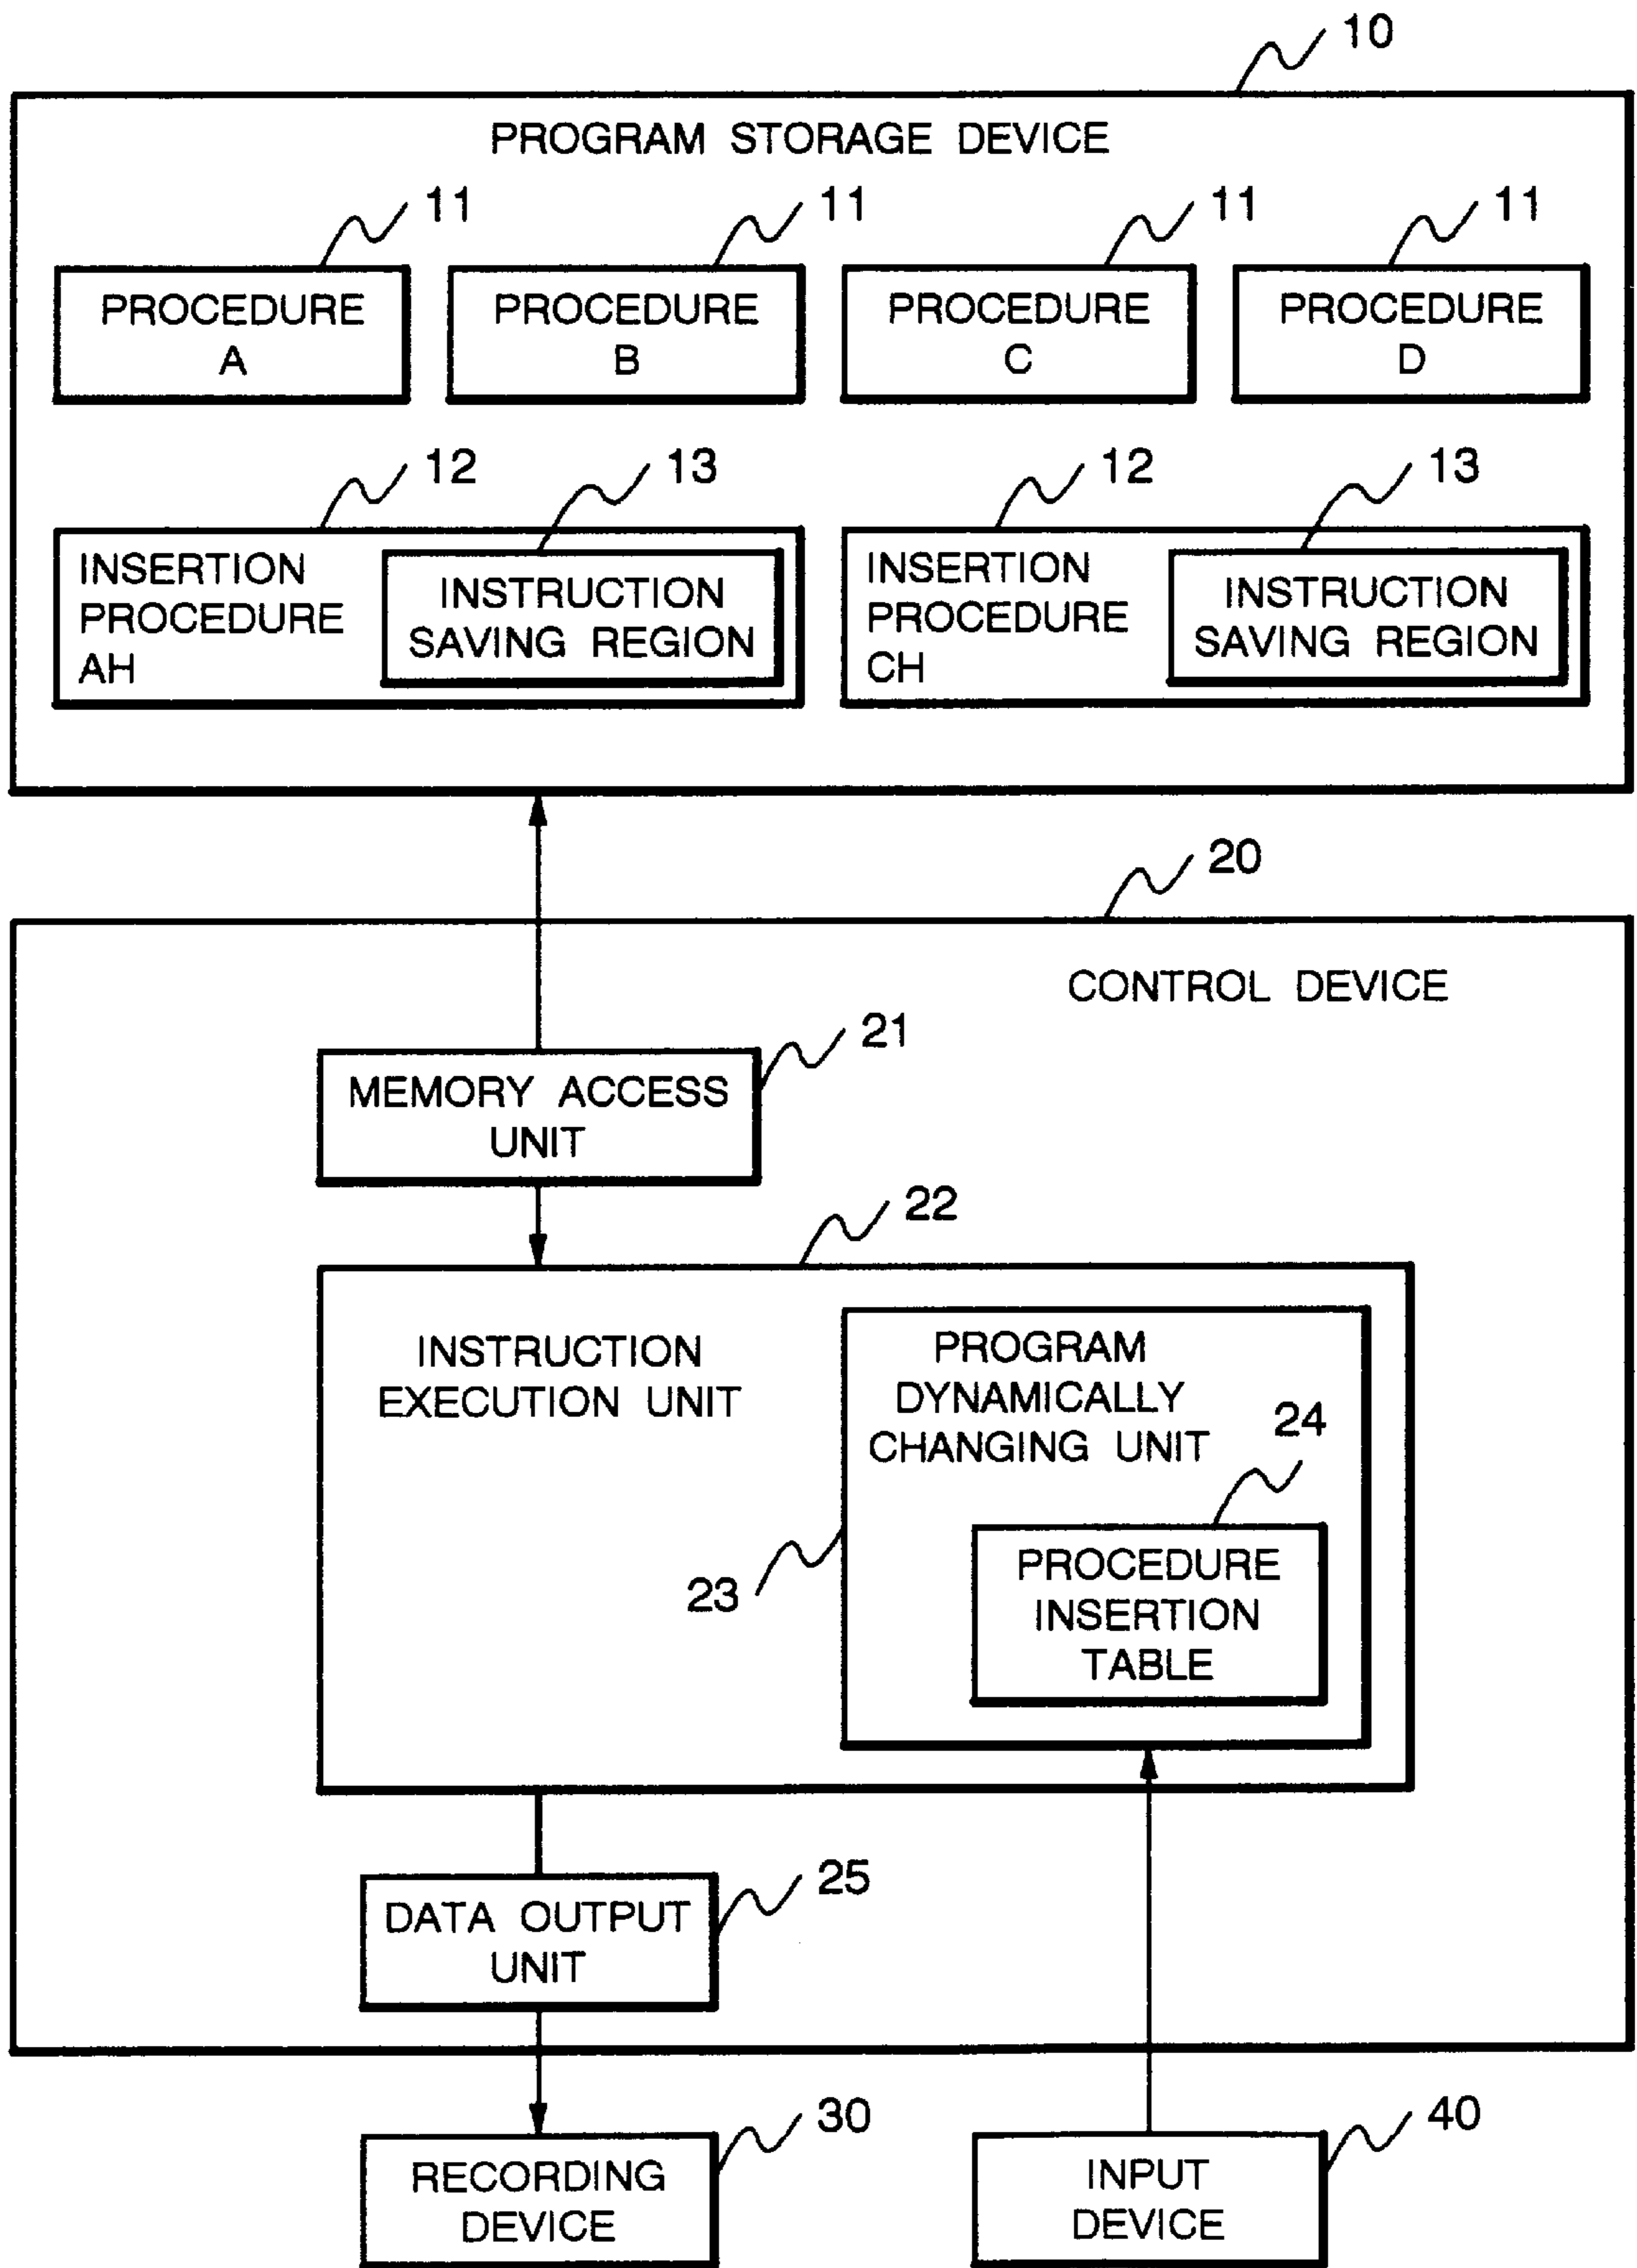 10
PROGRAM STORAGE DEVICE
11
11
11
11
PROCEDURE
A
PROCEDURE
B
PROCEDURE
C
PROCEDURE
D
12
13
12
13
INSERTION
PROCEDURE
AH
INSTRUCTION
SAVING REGION
INSERTION
PROCEDURE
CH
INSTRUCTION
SAVING REGION
20
CONTROL DEVICE
21
MEMORY ACCESS
UNIT
22
INSTRUCTION
EXECUTION UNIT
PROGRAM
DYNAMICALLY
CHANGING UNIT
24
23
PROCEDURE
INSERTION
TABLE
25
DATA OUTPUT
UNIT
30
40
RECORDING
DEVICE
INPUT
DEVICE